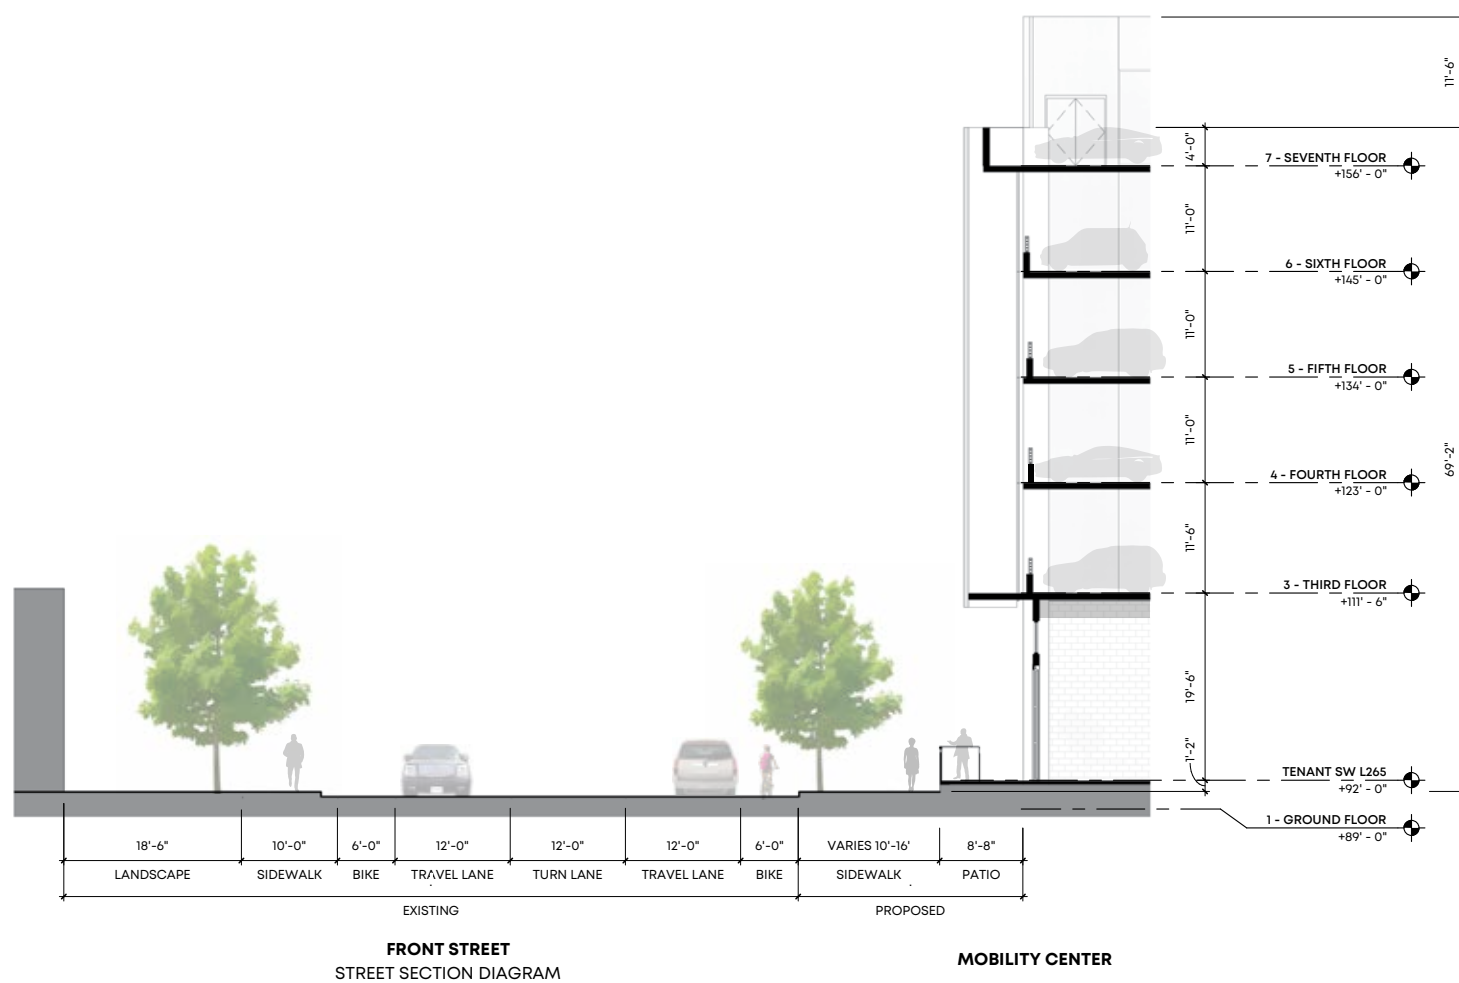 11'-6"
4'-0"
7 - SEVENTH FLOOR
+156' - 0"
11'-0"
6 - SIXTH FLOOR
+145' - 0"
11'-0"
5 - FIFTH FLOOR
+134' - 0"
11'-0"
69'-2"
4 - FOURTH FLOOR
+123' - 0"
11'-6"
3 - THIRD FLOOR
+111' - 6"
19'-6"
1'-2"
TENANT SW L265
+92' - 0"
1 - GROUND FLOOR
+89' - 0"
18'-6" 10'-0" 6'-0" 12'-0" 12'-0" 12'-0" 6'-0" VARIES 10'-16' 8'-8"
LANDSCAPE SIDEWALK BIKE TRAVEL LANE TURN LANE TRAVEL LANE BIKE SIDEWALK PATIO
EXISTING PROPOSED
FRONT STREET
STREET SECTION DIAGRAM
MOBILITY CENTER